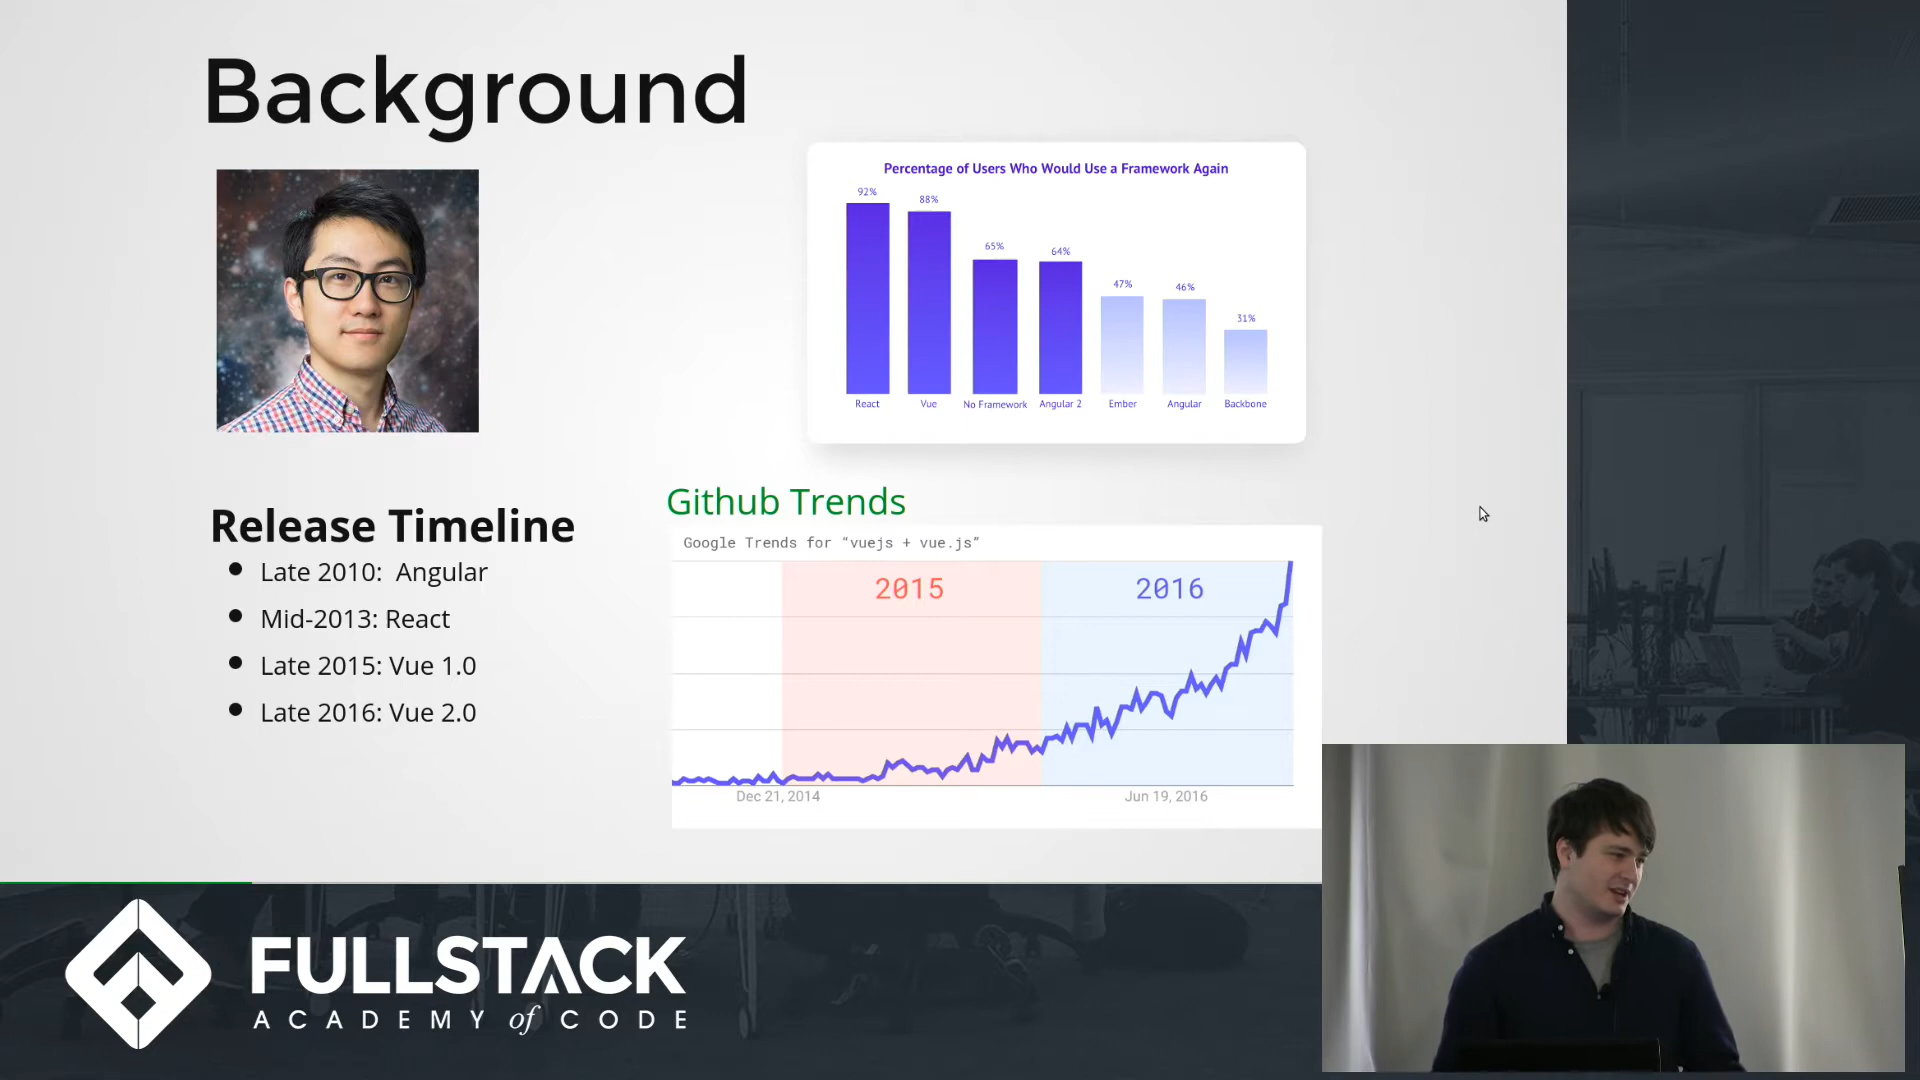 Background
Percentage of Users Who Would Use a Framework Again
92%
88%
65%
64%
47%
46%
31%
React
Vue
No Framework
Angular 2
Ember
Angular
Backbone
Release Timeline
Late 2010:  Angular
Mid-2013: React
Late 2015: Vue 1.0
Late 2016: Vue 2.0
Github Trends
Google Trends for “vuejs + vue.js”
2015
2016
Dec 21, 2014
Jun 19, 2016
FULLSTACK
ACADEMY of CODE